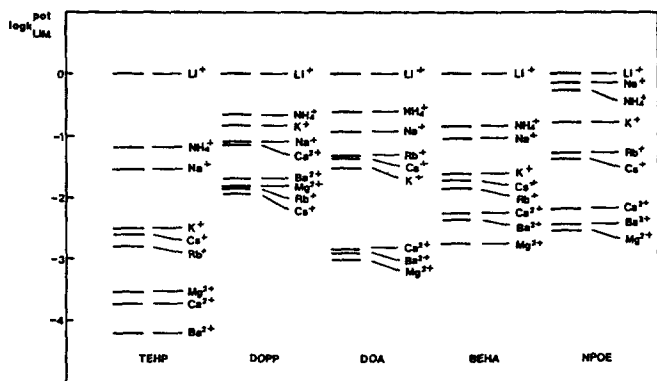 log k pot LiM
0
-1
-2
-3
-4
Li⁺
NH₄⁺
Na⁺
K⁺
Cs⁺
Rb⁺
Mg²⁺
Ca²⁺
Ba²⁺
TEHP
Li⁺
NH₄⁺
K⁺
Na⁺
Ca²⁺
Ba²⁺
Mg²⁺
Rb⁺
Cs⁺
DOPP
Li⁺
NH₄⁺
Na⁺
Rb⁺
Cs⁺
K⁺
Ca²⁺
Ba²⁺
Mg²⁺
DOA
Li⁺
NH₄⁺
Na⁺
K⁺
Cs⁺
Rb⁺
Ca²⁺
Ba²⁺
Mg²⁺
BEHA
Li⁺
Na⁺
NH₄⁺
K⁺
Rb⁺
Cs⁺
Ca²⁺
Ba²⁺
Mg²⁺
NPOE